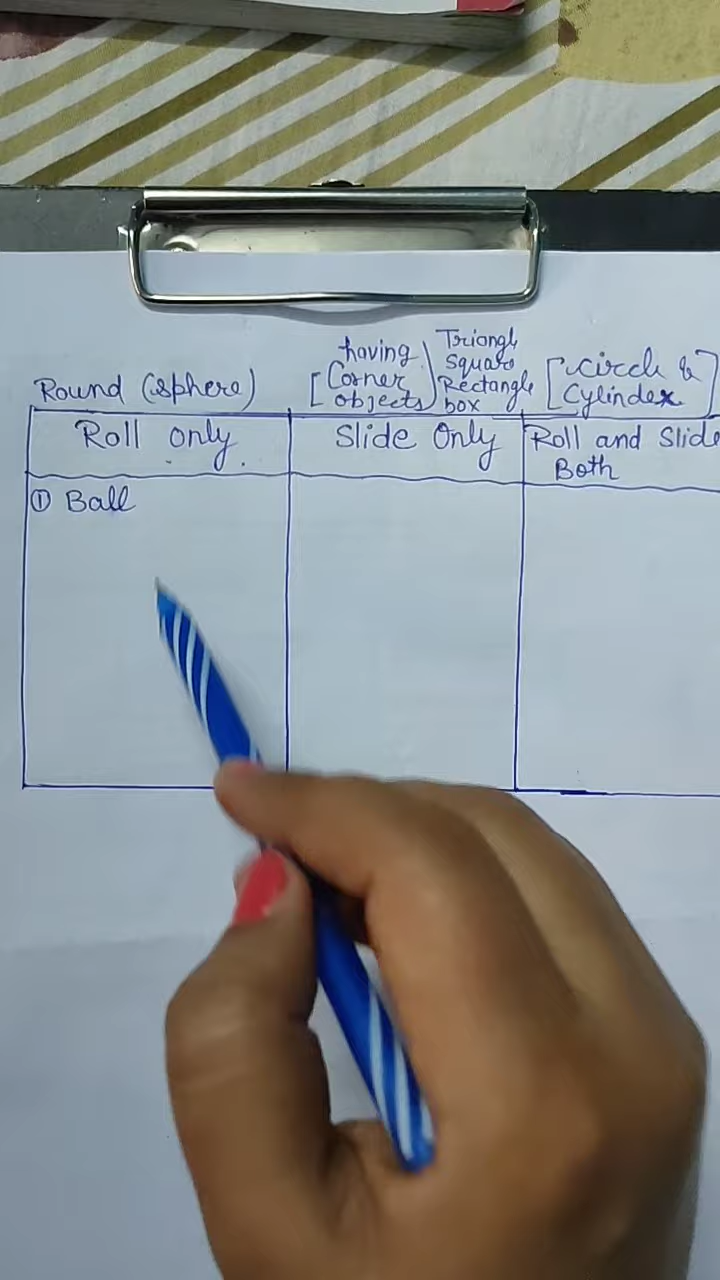 Round (sphere)
[having
Corner
objects)
Triangle
Square
Rectangle
box
[circle &
Cylinder]
Roll only.
Slide Only
Roll and Slide
Both
① Ball